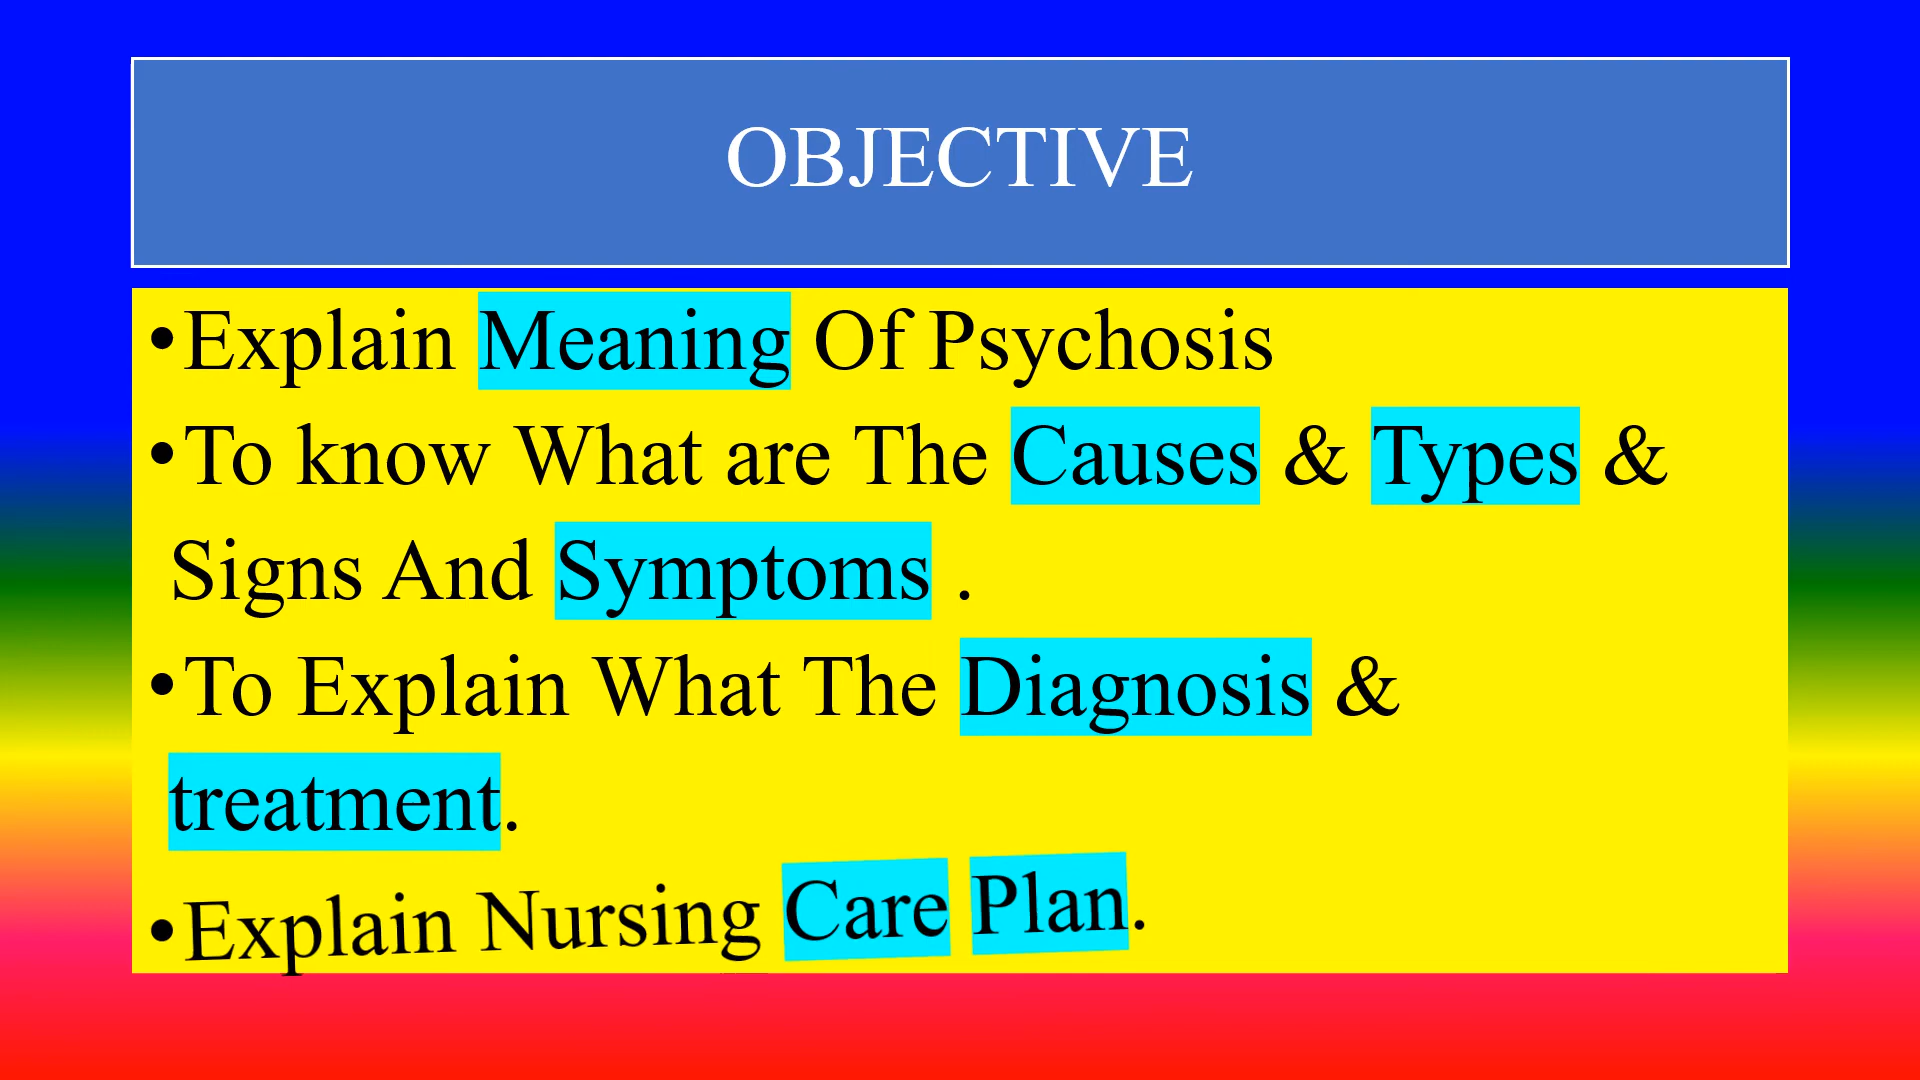 OBJECTIVE
•Explain Meaning Of Psychosis
•To know What are The Causes & Types &
Signs And Symptoms .
•To Explain What The Diagnosis &
treatment.
•Explain Nursing Care Plan.